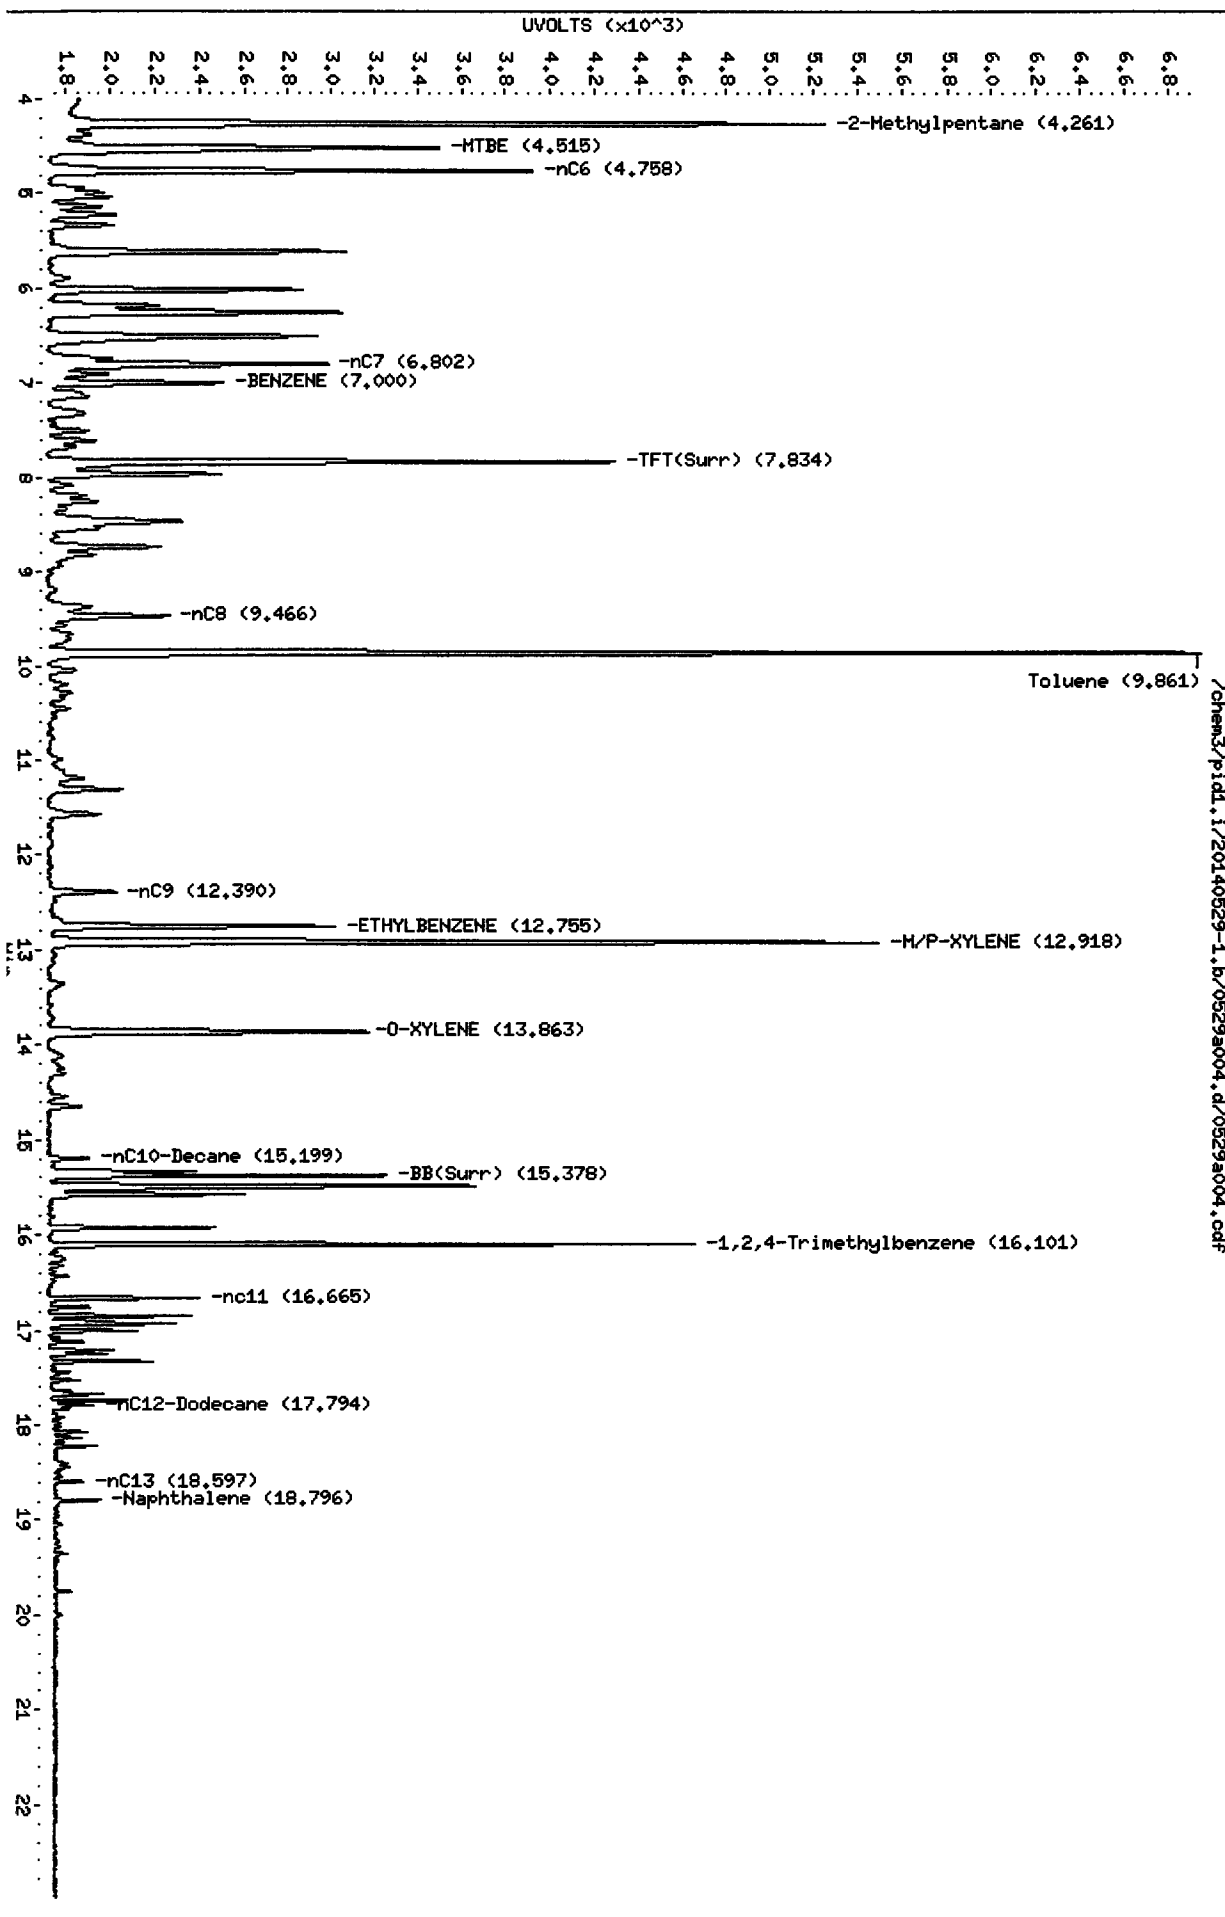 UVOLTS (x10^3)
1.8
2.0
2.2
2.4
2.6
2.8
3.0
3.2
3.4
3.6
3.8
4.0
4.2
4.4
4.6
4.8
5.0
5.2
5.4
5.6
5.8
6.0
6.2
6.4
6.6
6.8
4
5
6
7
8
9
10
11
12
13
14
15
16
17
18
19
20
21
22
-2-Methylpentane (4.261)
-MTBE (4.515)
-nC6 (4.758)
-nC7 (6.802)
-BENZENE (7.000)
-TFT(Surr) (7.834)
-nC8 (9.466)
Toluene (9.861)
-nC9 (12.390)
-ETHYLBENZENE (12.755)
-M/P-XYLENE (12.918)
-O-XYLENE (13.863)
-nC10-Decane (15.199)
-BB(Surr) (15.378)
-1,2,4-Trimethylbenzene (16.101)
-nc11 (16.665)
-nC12-Dodecane (17.794)
-nC13 (18.597)
-Naphthalene (18.796)
/chem3/pid1.i/20140529-1.b/0529a004.d/0529a004.cdf